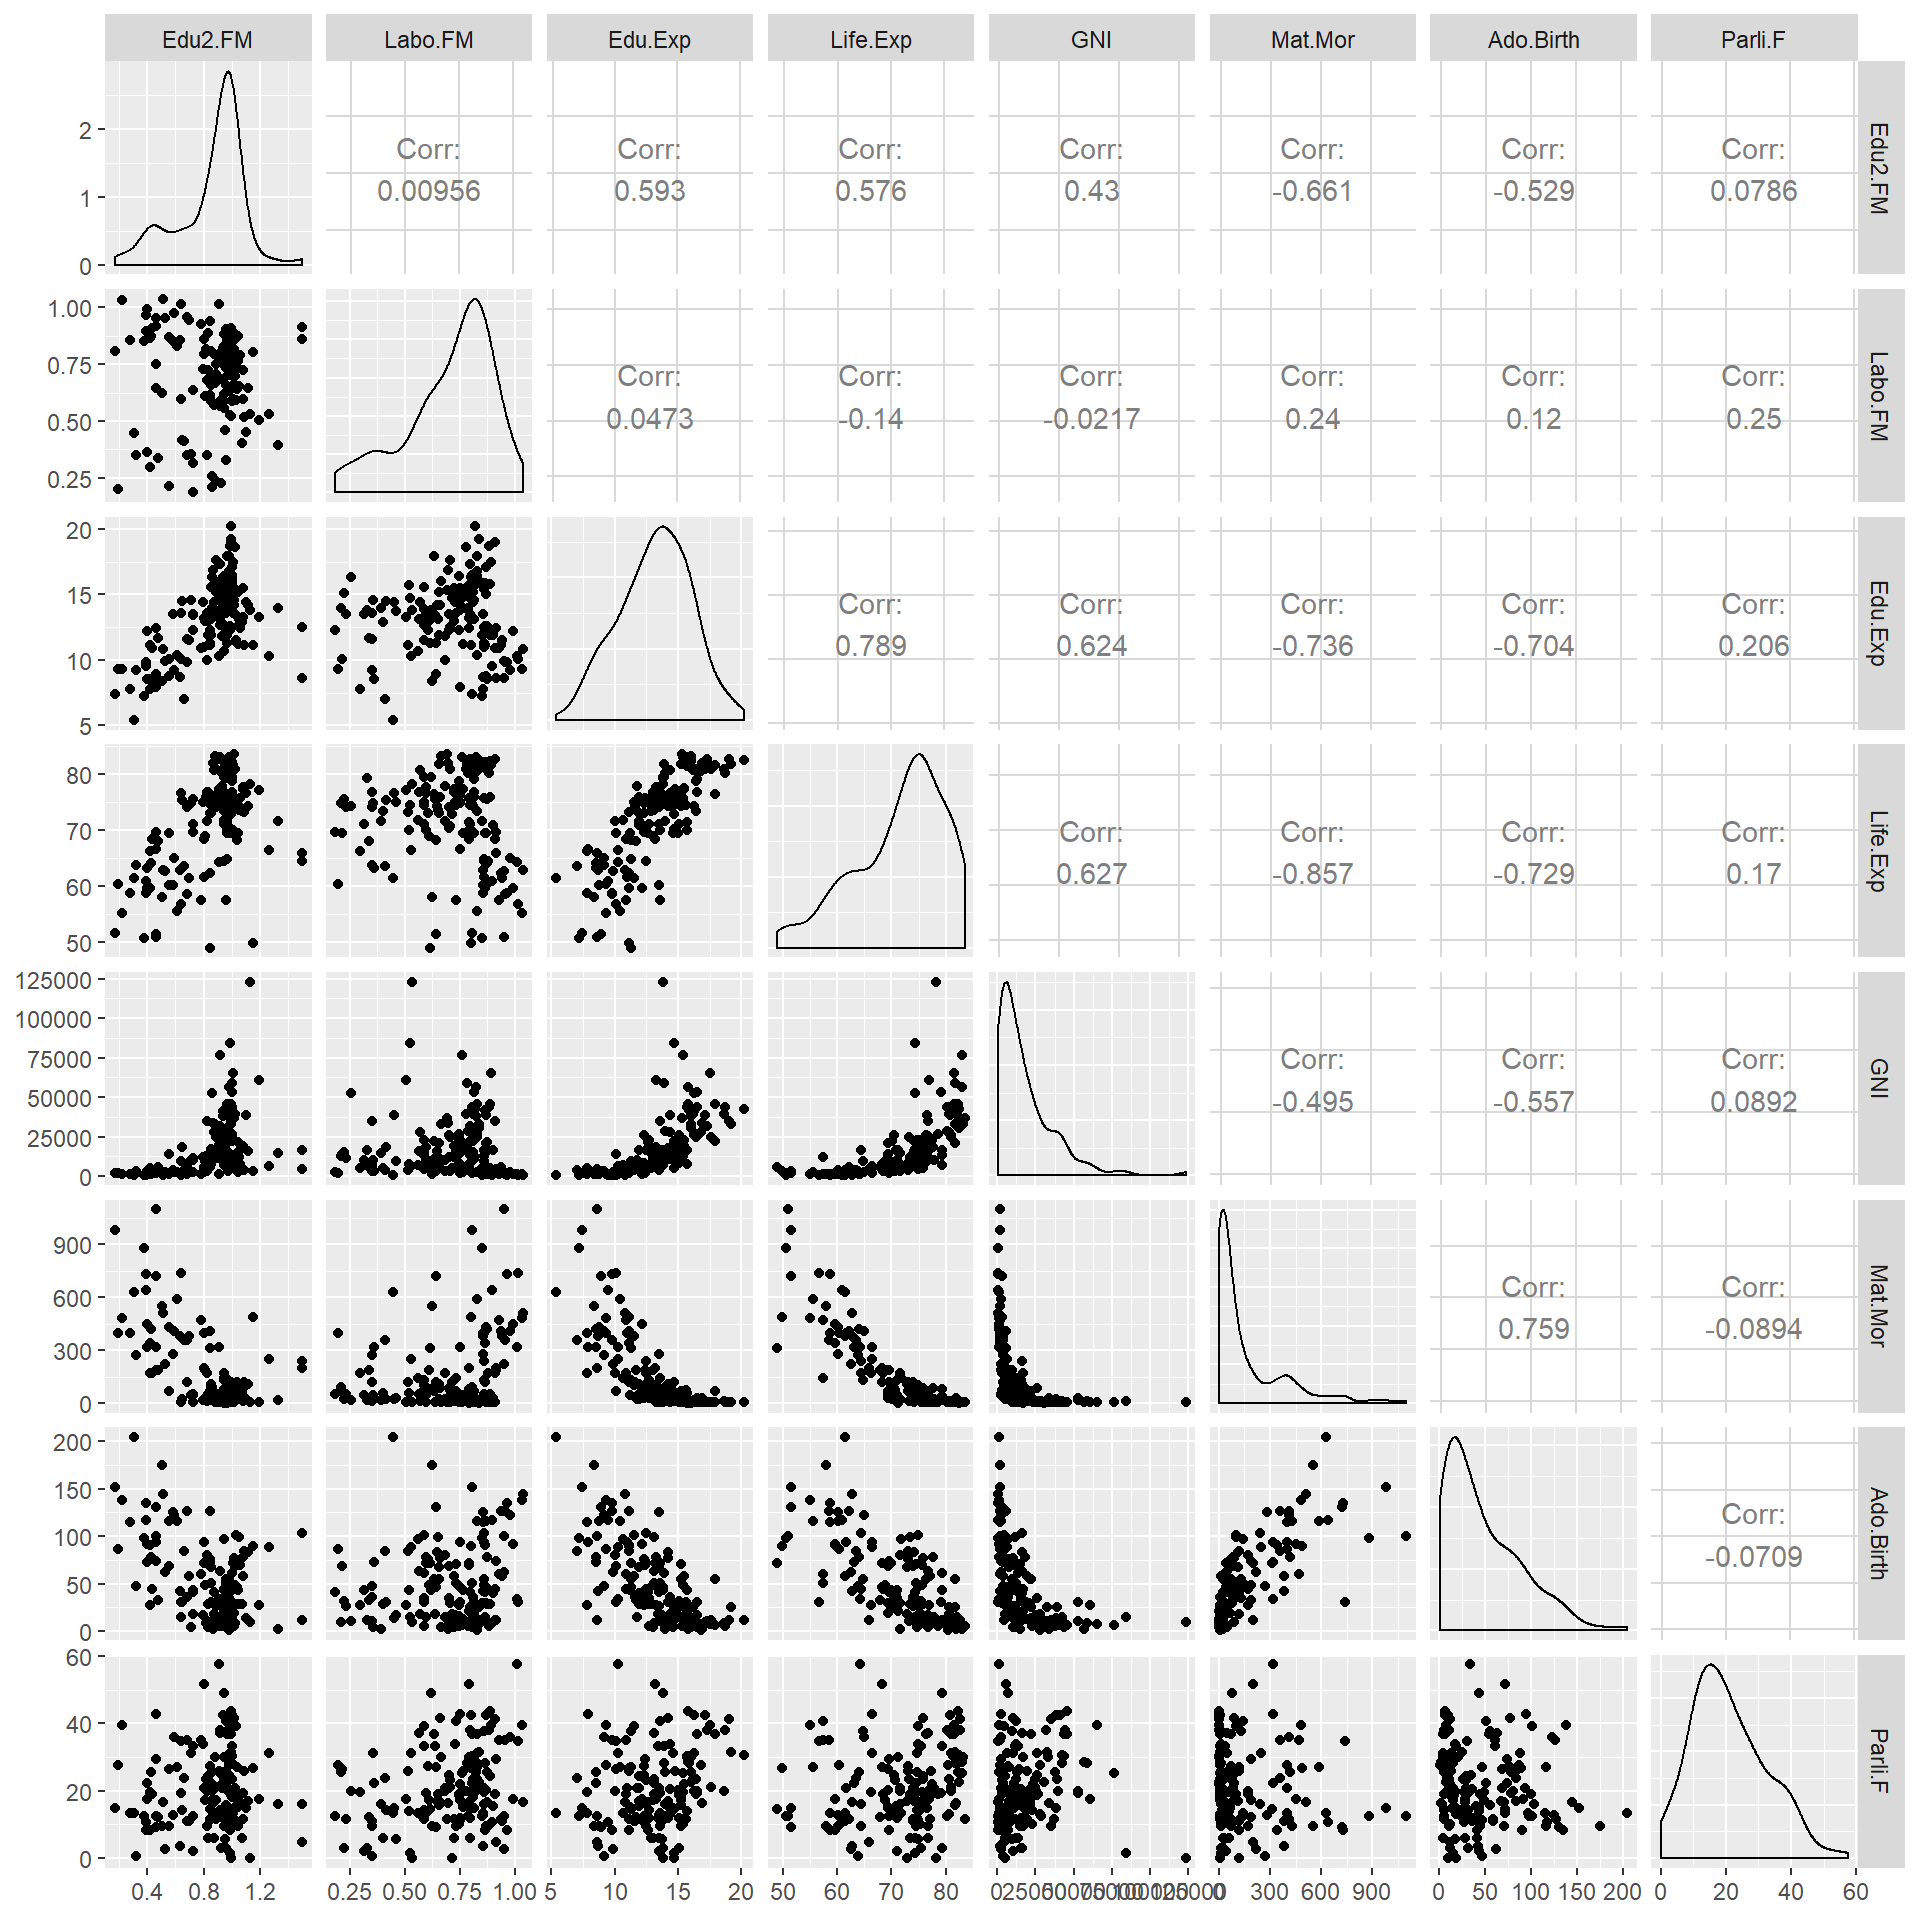 Edu2.FM Labo.FM Edu.Exp Life.Exp GNI Mat.Mor Ado.Birth Parli.F
2 Corr: Corr: Corr: Corr: Corr: Corr: Corr: Edu2.FM
1 0.00956 0.593 0.576 0.43 -0.661 -0.529 0.0786
0
1.00
0.75 Corr: Corr: Corr: Corr: Corr: Corr: Labo.FM
0.50 0.0473 -0.14 -0.0217 0.24 0.12 0.25
0.25
20
15 Corr: Corr: Corr: Corr: Corr: Edu.Exp
10 0.789 0.624 -0.736 -0.704 0.206
5
80
70 Corr: Corr: Corr: Corr: Life.Exp
60 0.627 -0.857 -0.729 0.17
50
125000
100000
75000 Corr: Corr: Corr: GNI
50000 -0.495 -0.557 0.0892
25000
0
900
600 Corr: Corr: Mat.Mor
300 0.759 -0.0894
0
200
150 Corr: Ado.Birth
100 -0.0709
50
0
60
40 Parli.F
20
0
0.4 0.8 1.2 0.25 0.50 0.75 1.00 5 10 15 20 50 60 70 80 0 25000 50000 75000 100000 125000 0 300 600 900 0 50 100 150 200 0 20 40 60